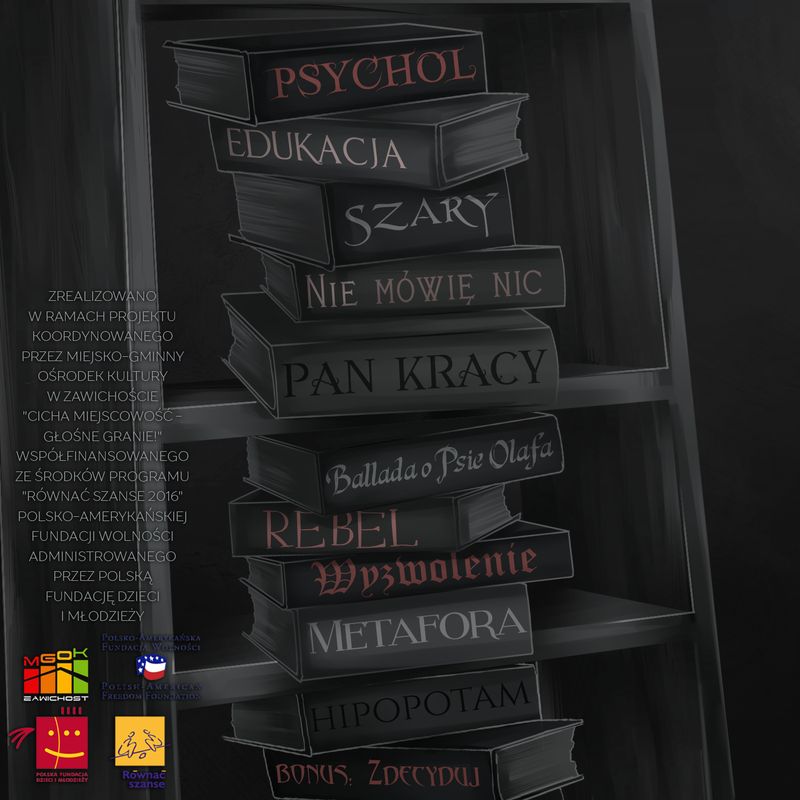 PSYCHOL
EDUKACJA
SZARY
NIE MÓWIĘ NIC
PAN KRACY
Ballada o Psie Olafa
REBEL
Wyzwolenie
METAFORA
HIPOPOTAM
BONUS: ZDECYDUJ
ZREALIZOWANO
W RAMACH PROJEKTU
KOORDYNOWANEGO
PRZEZ MIEJSKO-GMINNY
OŚRODEK KULTURY
W ZAWICHOŚCIE
"CICHA MIEJSCOWOŚĆ -
GŁOŚNE GRANIE!"
WSPÓŁFINANSOWANEGO
ZE ŚRODKÓW PROGRAMU
"RÓWNAĆ SZANSE 2016"
POLSKO-AMERYKAŃSKIEJ
FUNDACJI WOLNOŚCI
ADMINISTROWANEGO
PRZEZ POLSKĄ
FUNDACJĘ DZIECI
I MŁODZIEŻY
MGOK
ZAWICHOST
POLSKO-AMERYKAŃSKA
FUNDACJA WOLNOŚCI
POLISH-AMERICAN
FREEDOM FOUNDATION
POLSKA FUNDACJA
DZIECI I MŁODZIEŻY
Równać
szanse